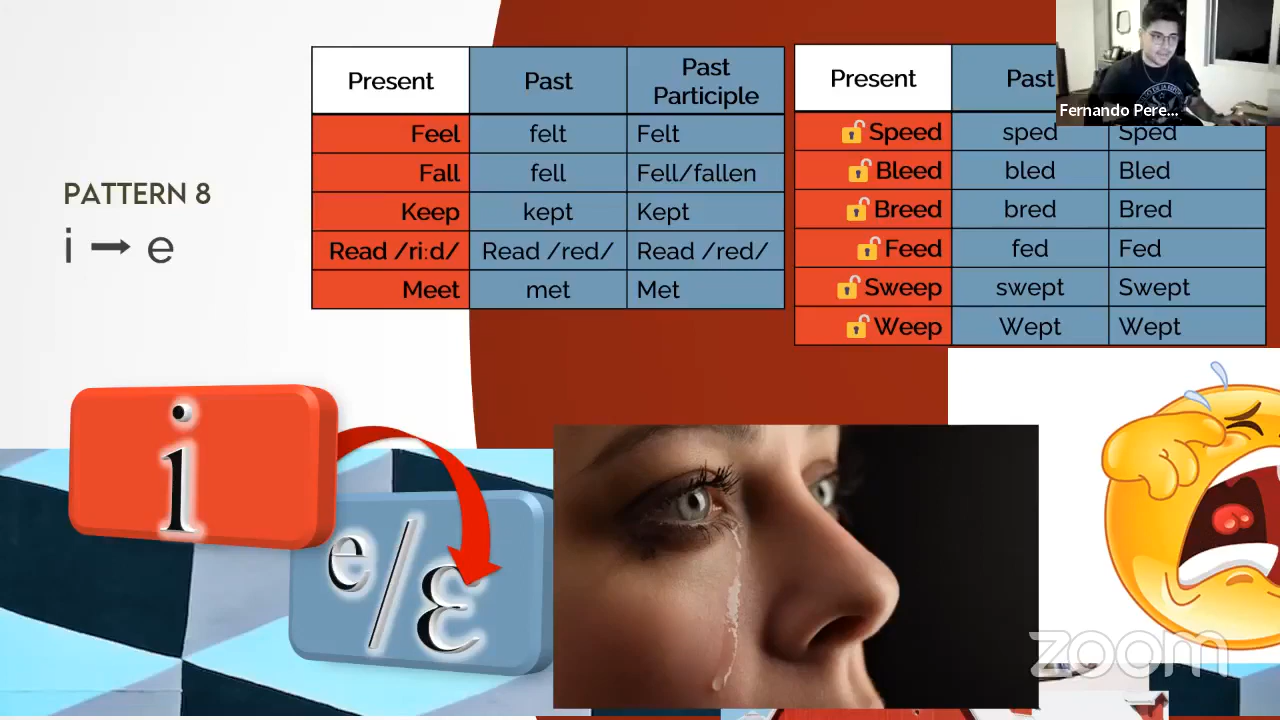 PATTERN 8
i → e
Present Past Past Participle
Feel felt Felt
Fall fell Fell/fallen
Keep kept Kept
Read /ri:d/ Read /red/ Read /red/
Meet met Met
Present Past
Speed sped Sped
Bleed bled Bled
Breed bred Bred
Feed fed Fed
Sweep swept Swept
Weep Wept Wept
Fernando Pere...
i
e/ɛ
zoom